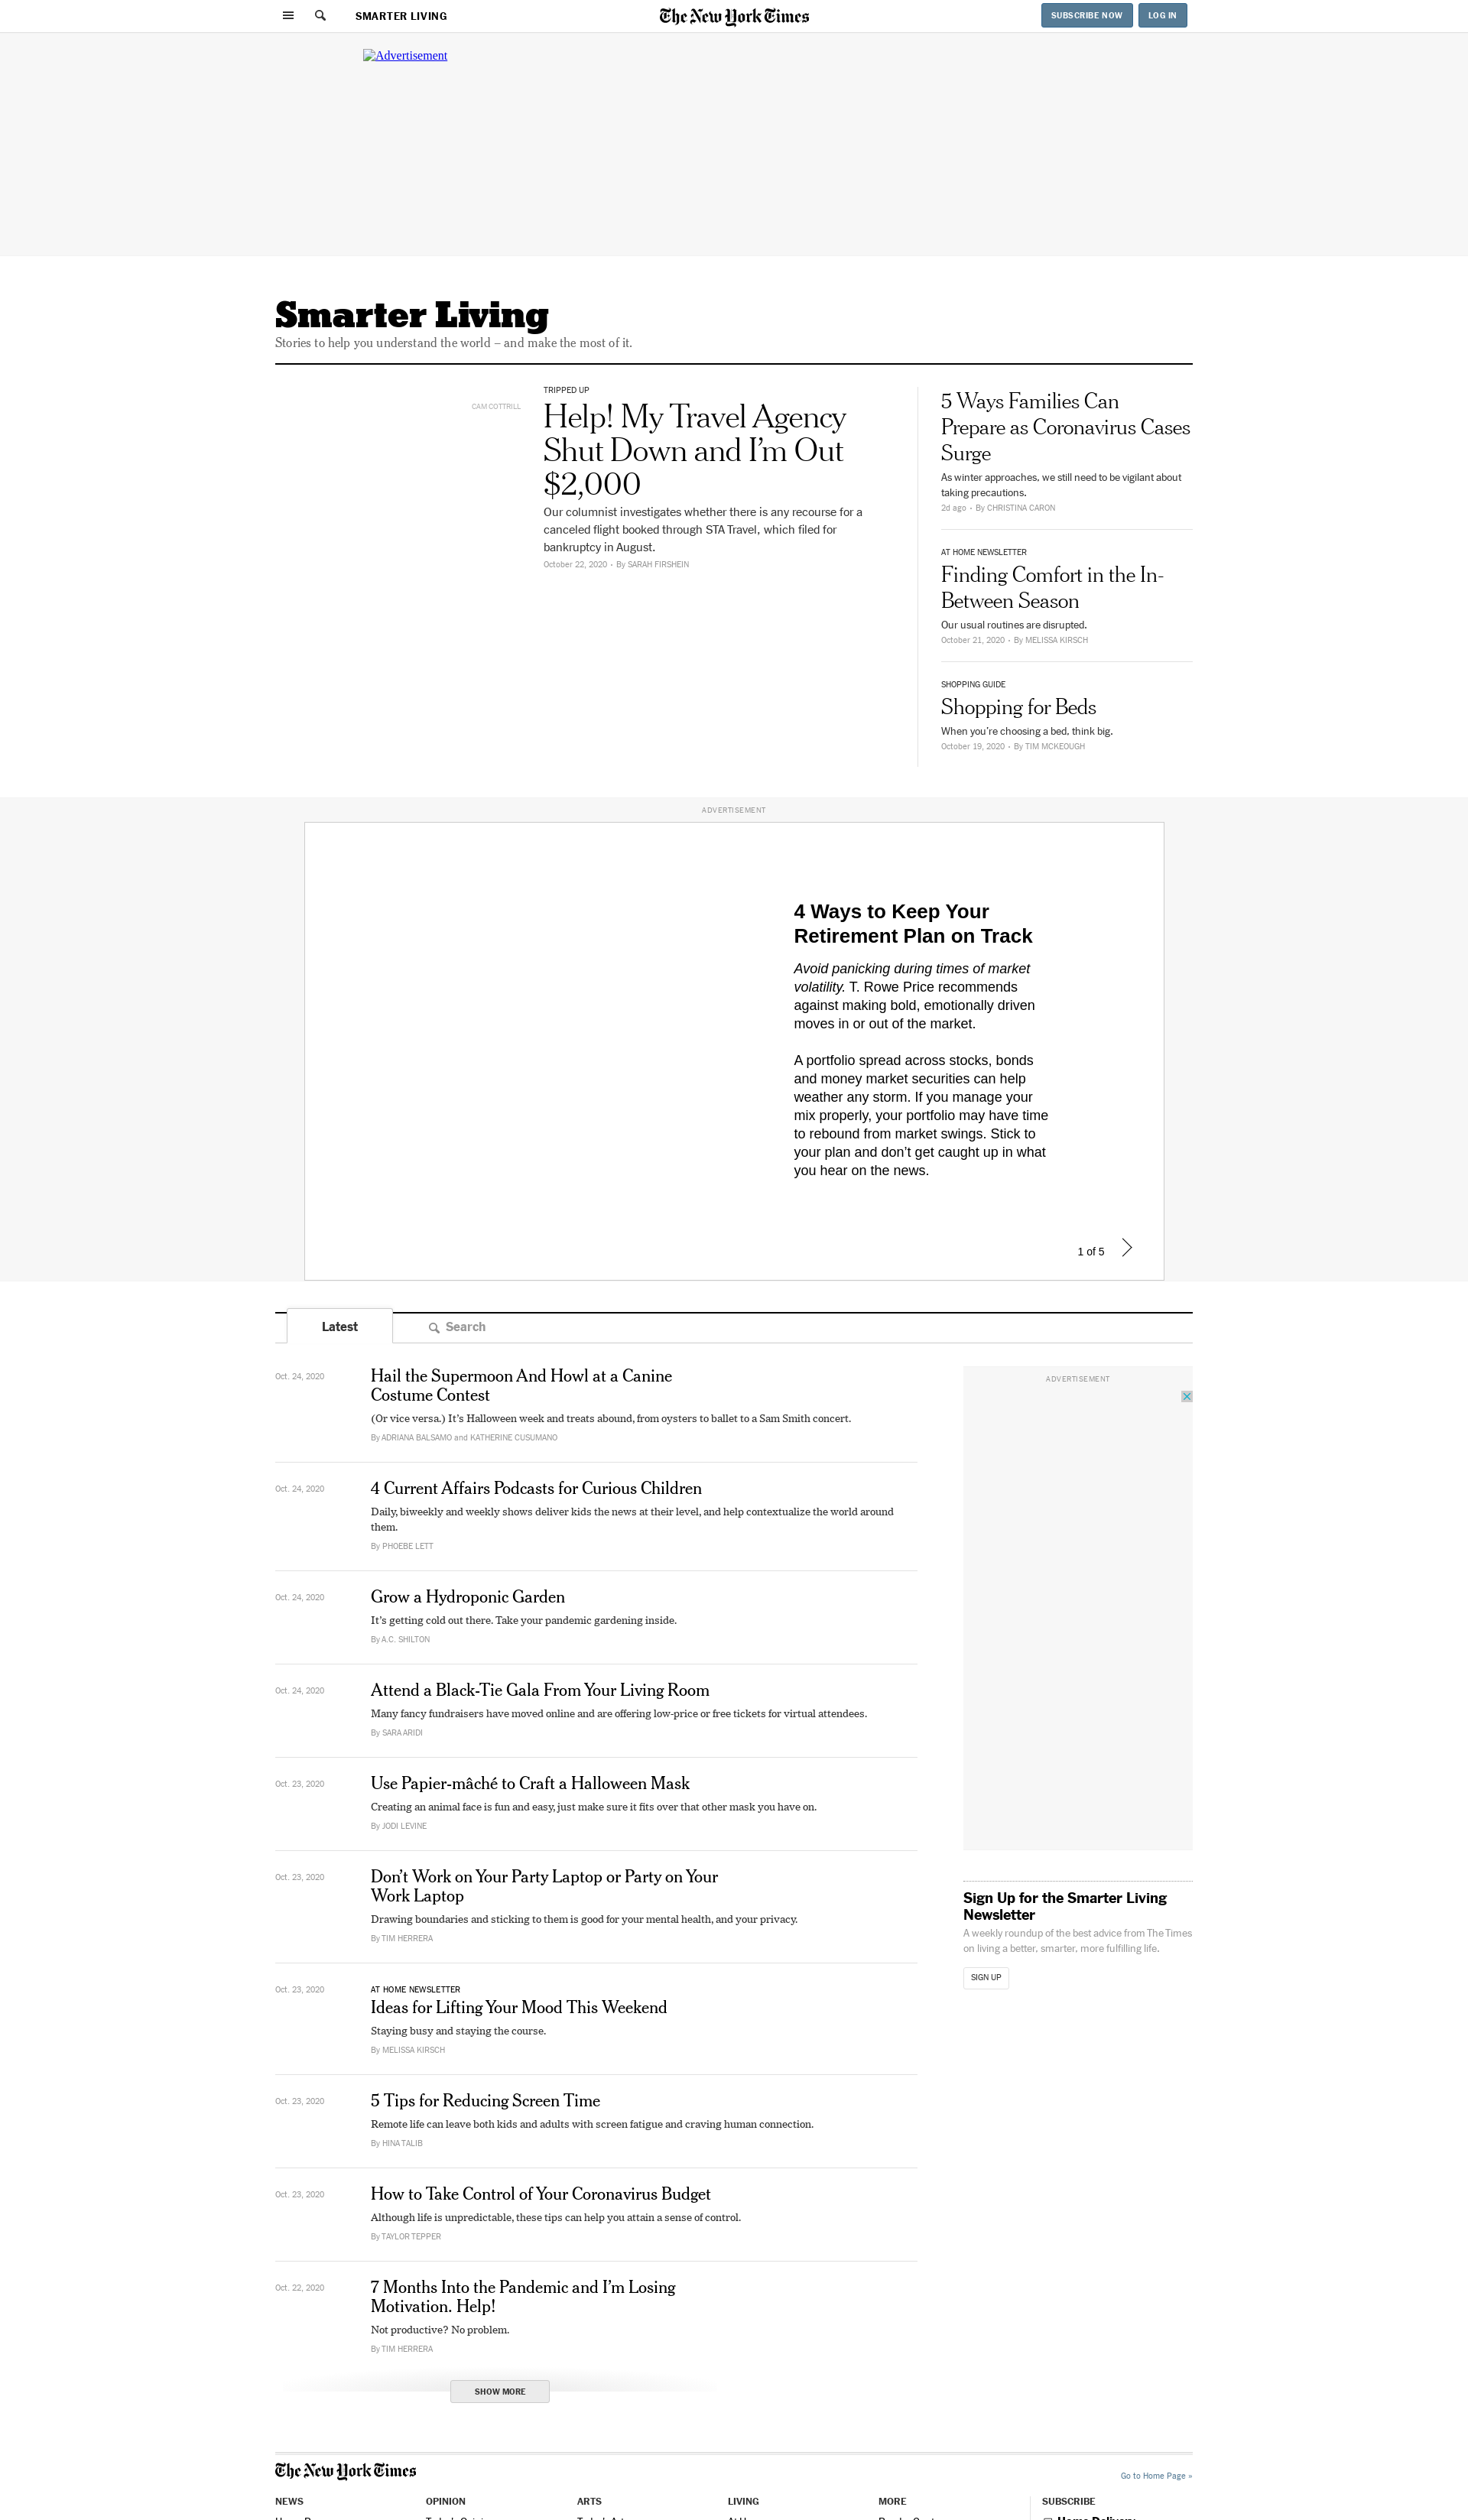 SMARTER LIVING
The New York Times
SUBSCRIBE NOW
LOG IN
Advertisement
Smarter Living
Stories to help you understand the world – and make the most of it.
CAM COTTRILL
TRIPPED UP
Help! My Travel Agency
Shut Down and I’m Out
$2,000
Our columnist investigates whether there is any recourse for a
canceled flight booked through STA Travel, which filed for
bankruptcy in August.
October 22, 2020 • By SARAH FIRSHEIN
5 Ways Families Can
Prepare as Coronavirus Cases
Surge
As winter approaches, we still need to be vigilant about
taking precautions.
2d ago • By CHRISTINA CARON
AT HOME NEWSLETTER
Finding Comfort in the In-
Between Season
Our usual routines are disrupted.
October 21, 2020 • By MELISSA KIRSCH
SHOPPING GUIDE
Shopping for Beds
When you’re choosing a bed, think big.
October 19, 2020 • By TIM MCKEOUGH
ADVERTISEMENT
4 Ways to Keep Your
Retirement Plan on Track
Avoid panicking during times of market
volatility. T. Rowe Price recommends
against making bold, emotionally driven
moves in or out of the market.
A portfolio spread across stocks, bonds
and money market securities can help
weather any storm. If you manage your
mix properly, your portfolio may have time
to rebound from market swings. Stick to
your plan and don’t get caught up in what
you hear on the news.
1 of 5
Latest
Search
Oct. 24, 2020
Hail the Supermoon And Howl at a Canine
Costume Contest
(Or vice versa.) It’s Halloween week and treats abound, from oysters to ballet to a Sam Smith concert.
By ADRIANA BALSAMO and KATHERINE CUSUMANO
Oct. 24, 2020
4 Current Affairs Podcasts for Curious Children
Daily, biweekly and weekly shows deliver kids the news at their level, and help contextualize the world around
them.
By PHOEBE LETT
Oct. 24, 2020
Grow a Hydroponic Garden
It’s getting cold out there. Take your pandemic gardening inside.
By A.C. SHILTON
Oct. 24, 2020
Attend a Black-Tie Gala From Your Living Room
Many fancy fundraisers have moved online and are offering low-price or free tickets for virtual attendees.
By SARA ARIDI
Oct. 23, 2020
Use Papier-mâché to Craft a Halloween Mask
Creating an animal face is fun and easy, just make sure it fits over that other mask you have on.
By JODI LEVINE
Oct. 23, 2020
Don’t Work on Your Party Laptop or Party on Your
Work Laptop
Drawing boundaries and sticking to them is good for your mental health, and your privacy.
By TIM HERRERA
Oct. 23, 2020
AT HOME NEWSLETTER
Ideas for Lifting Your Mood This Weekend
Staying busy and staying the course.
By MELISSA KIRSCH
Oct. 23, 2020
5 Tips for Reducing Screen Time
Remote life can leave both kids and adults with screen fatigue and craving human connection.
By HINA TALIB
Oct. 23, 2020
How to Take Control of Your Coronavirus Budget
Although life is unpredictable, these tips can help you attain a sense of control.
By TAYLOR TEPPER
Oct. 22, 2020
7 Months Into the Pandemic and I’m Losing
Motivation. Help!
Not productive? No problem.
By TIM HERRERA
SHOW MORE
ADVERTISEMENT
Sign Up for the Smarter Living
Newsletter
A weekly roundup of the best advice from The Times
on living a better, smarter, more fulfilling life.
SIGN UP
The New York Times
Go to Home Page »
NEWS
OPINION
ARTS
LIVING
MORE
SUBSCRIBE